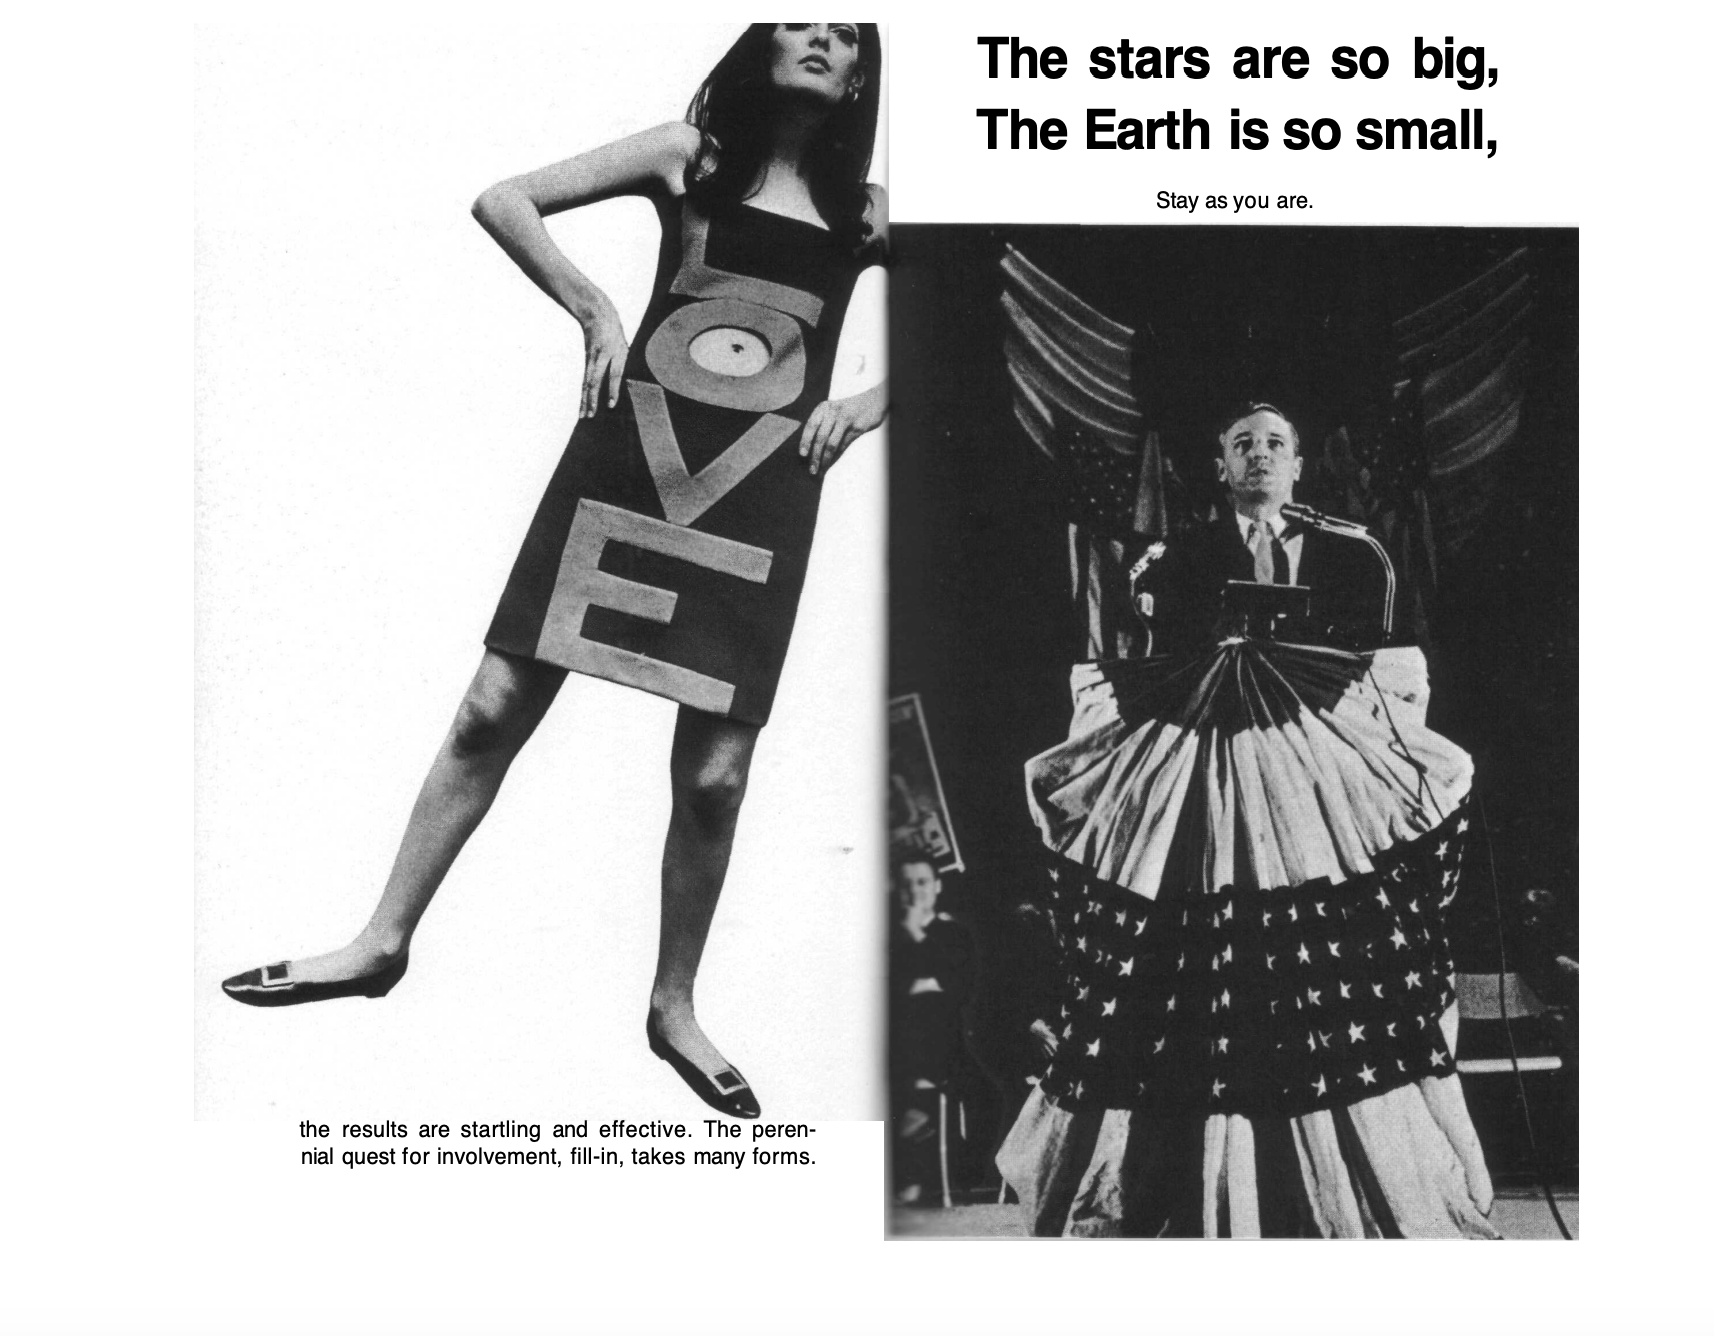 LOVE
the results are startling and effective. The peren-
nial quest for involvement, fill-in, takes many forms.
The stars are so big,
The Earth is so small,
Stay as you are.